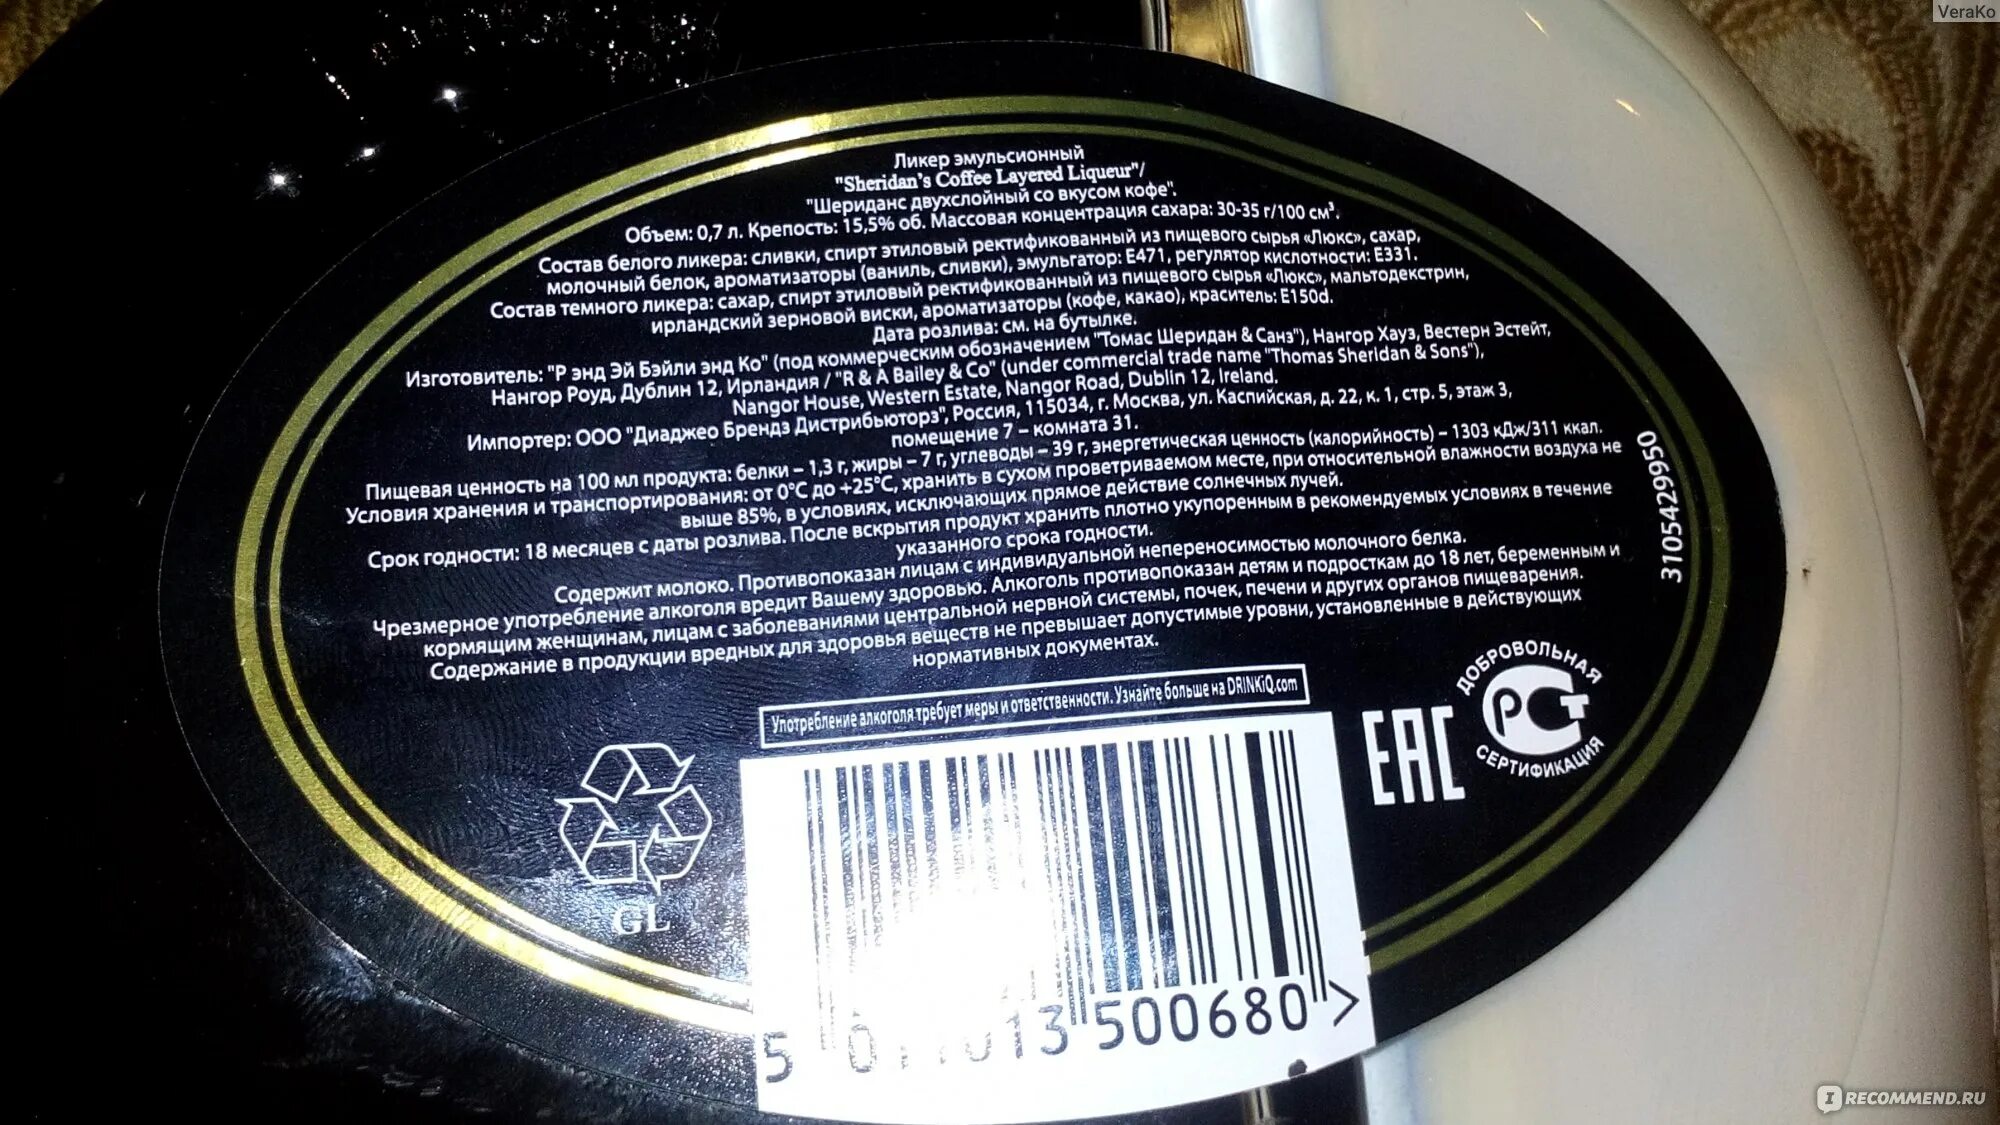 VeraKo
Ликер эмульсионный
"Sheridan's Coffee Layered Liqueur"/
"Шериданс двухслойный со вкусом кофе".
Объем: 0,7 л. Крепость: 15,5% об. Массовая концентрация сахара: 30-35 г/100 см³.
Состав белого ликера: сливки, спирт этиловый ректификованный из пищевого сырья «Люкс», сахар,
молочный белок, ароматизаторы (ваниль, сливки), эмульгатор: Е471, регулятор кислотности: Е331.
Состав темного ликера: сахар, спирт этиловый ректификованный из пищевого сырья «Люкс», мальтодекстрин,
ирландский зерновой виски, ароматизаторы (кофе, какао), краситель: Е150d.
Дата розлива: см. на бутылке.
Изготовитель: "Р энд Эй Бэйли энд Ко" (под коммерческим обозначением "Томас Шеридан & Санз"), Нангор Хауз, Вестерн Эстейт,
Нангор Роуд, Дублин 12, Ирландия / "R & A Bailey & Co" (under commercial trade name "Thomas Sheridan & Sons"),
Nangor House, Western Estate, Nangor Road, Dublin 12, Ireland.
Импортер: ООО "Диаджео Брендз Дистрибьюторз", Россия, 115034, г. Москва, ул. Каспийская, д. 22, к. 1, стр. 5, этаж 3,
помещение 7 – комната 31.
Пищевая ценность на 100 мл продукта: белки – 1,3 г, жиры – 7 г, углеводы – 39 г, энергетическая ценность (калорийность) – 1303 кДж/311 ккал.
Условия хранения и транспортирования: от 0°С до +25°С, хранить в сухом проветриваемом месте, при относительной влажности воздуха не
выше 85%, в условиях, исключающих прямое действие солнечных лучей.
Срок годности: 18 месяцев с даты розлива. После вскрытия продукт хранить плотно укупоренным в рекомендуемых условиях в течение
указанного срока годности.
Содержит молоко. Противопоказан лицам с индивидуальной непереносимостью молочного белка.
Чрезмерное употребление алкоголя вредит Вашему здоровью. Алкоголь противопоказан детям и подросткам до 18 лет, беременным и
кормящим женщинам, лицам с заболеваниями центральной нервной системы, почек, печени и других органов пищеварения.
Содержание в продукции вредных для здоровья веществ не превышает допустимые уровни, установленные в действующих
нормативных документах.
3105429950
Употребление алкоголя требует меры и ответственности. Узнайте больше на DRINKiQ.com
ДОБРОВОЛЬНАЯ
РСТ
СЕРТИФИКАЦИЯ
EAC
GL
5 13 500680 >
IRECOMMEND.RU